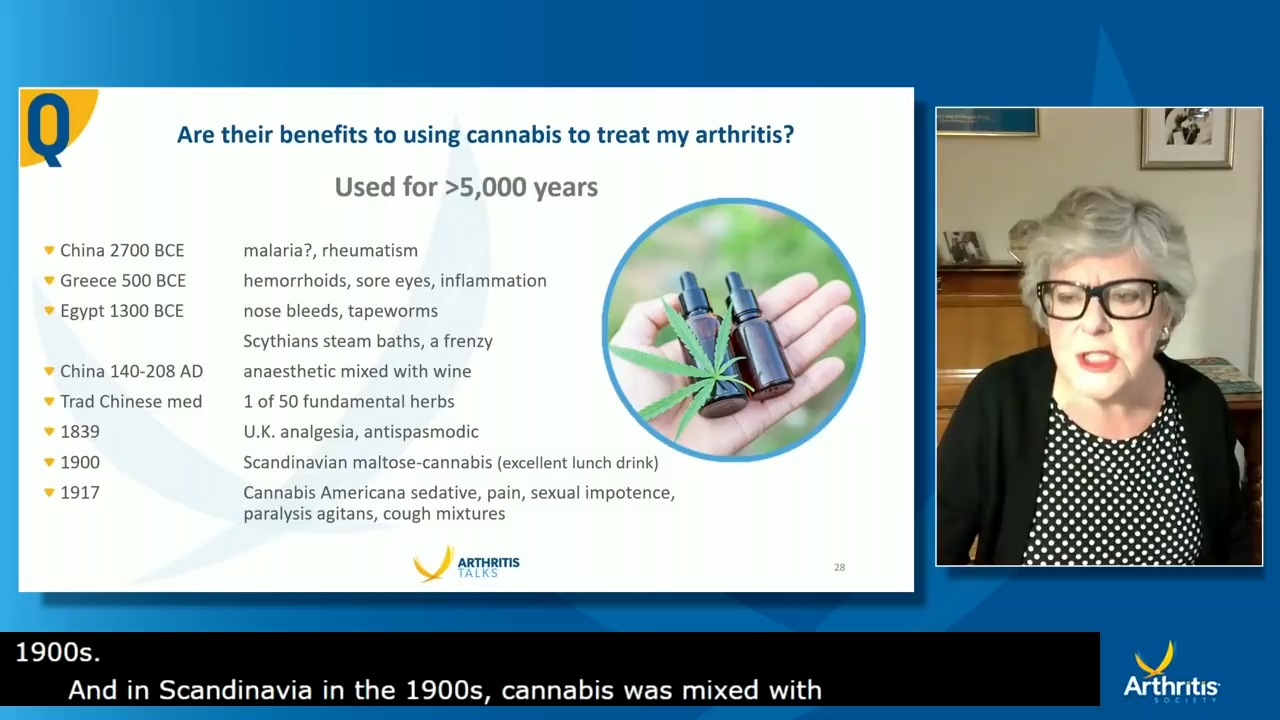 Q
Are their benefits to using cannabis to treat my arthritis?
Used for >5,000 years
China 2700 BCE malaria?, rheumatism
Greece 500 BCE hemorrhoids, sore eyes, inflammation
Egypt 1300 BCE nose bleeds, tapeworms
Scythians steam baths, a frenzy
China 140-208 AD anaesthetic mixed with wine
Trad Chinese med 1 of 50 fundamental herbs
1839 U.K. analgesia, antispasmodic
1900 Scandinavian maltose-cannabis (excellent lunch drink)
1917 Cannabis Americana sedative, pain, sexual impotence,
paralysis agitans, cough mixtures
ARTHRITIS
TALKS
28
1900s.
And in Scandinavia in the 1900s, cannabis was mixed with
Arthritis
SOCIETY